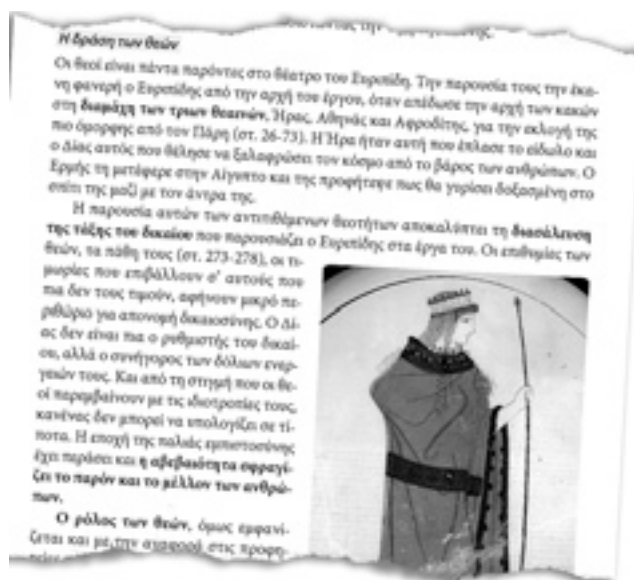 την
Η δράση των θεών
Οι θεοί είναι πάντα παρόντες στο θέατρο του Ευριπίδη. Την παρουσία τους την έκα-
νη φανερή ο Ευριπίδης από την αρχή του έργου, όταν απέδωσε την αρχή των κακών
στη διαμάχη των τριων θεαινών, Ήρας, Αθηνάς και Αφροδίτης, για την εκλογή της
πιο όμορφης από τον Πάρη (στ. 26-73). Η Ήρα ήταν αυτή που έπλασε το είδωλο και
ο Δίας αυτός που θέλησε να ξαλαφρώσει τον κόσμο από το βάρος των ανθρώπων. Ο
Ερμής τη μετέφερε στην Αίγυπτο και της προφήτεψε πως θα γυρίσει δοξασμένη στο
σπίτι της μαζί με τον άντρα της.
Η παρουσία αυτών των αντιτιθέμενων θεοτήτων αποκαλύπτει τη διασάλευση
της τάξης του δικαίου που παρουσιάζει ο Ευριπίδης στα έργα του. Οι επιθυμίες των
θεών, τα πάθη τους (στ. 273-278), οι τι-
μωρίες που επιβάλλουν σ' αυτούς που
πια δεν τους τιμούν, αφήνουν μικρό πε-
ριθώριο για απονομή δικαιοσύνης. Ο Δί-
ας δεν είναι πια ο ρυθμιστής του δικαί-
ου, αλλά ο συνήγορος των δόλιων ενερ-
γειών τους. Και από τη στιγμή που οι θε-
οί παρεμβαίνουν με τις ιδιοτροπίες τους,
κανένας δεν μπορεί να υπολογίζει σε τί-
ποτα. Η εποχή της παλιάς εμπιστοσύνης
έχει περάσει και η αβεβαιότητα σφραγί-
ζει το παρόν και το μέλλον των ανθρώ-
πων.
Ο ρόλος των θεών, όμως εμφανί-
ζεται και με την αναφορά στις προφη-